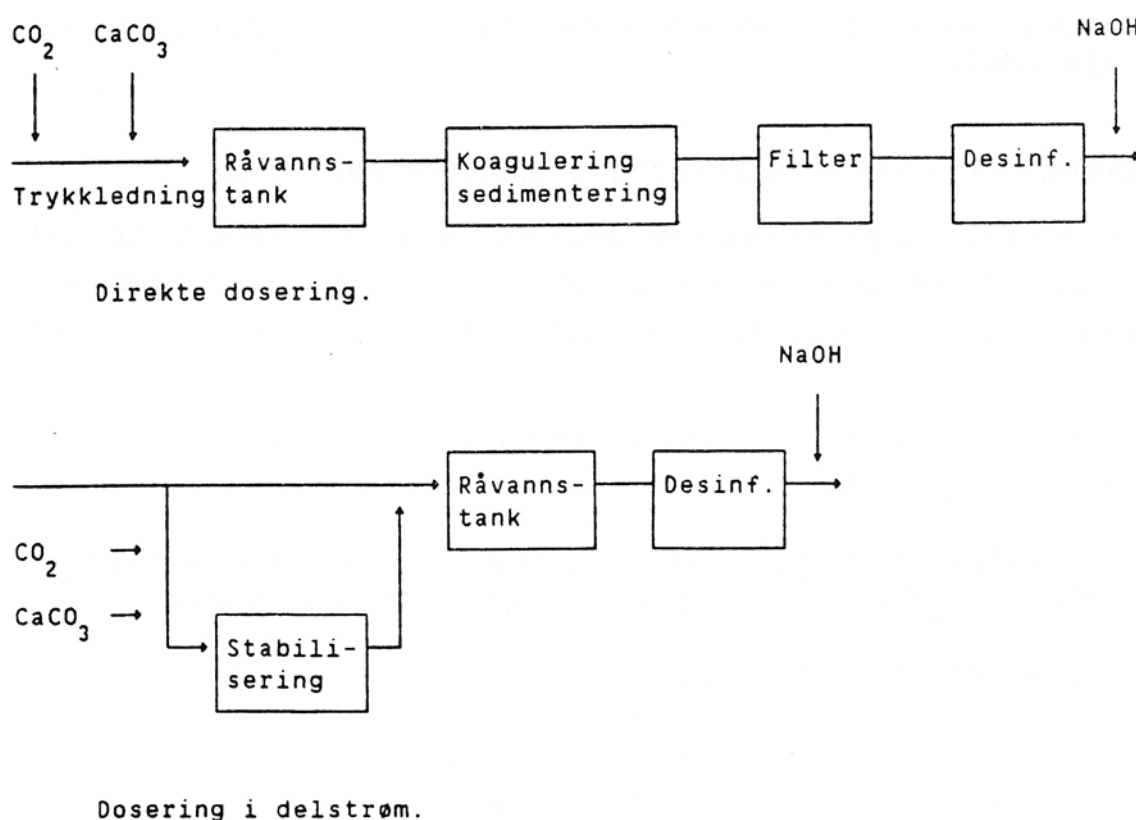 CO2 CaCO3 NaOH
Råvanns-
tank
Koagulering
sedimentering
Filter
Desinf.
Trykkledning
Direkte dosering.
NaOH
Råvanns-
tank
Desinf.
CO2
CaCO3
Stabili-
sering
Dosering i delstrøm.